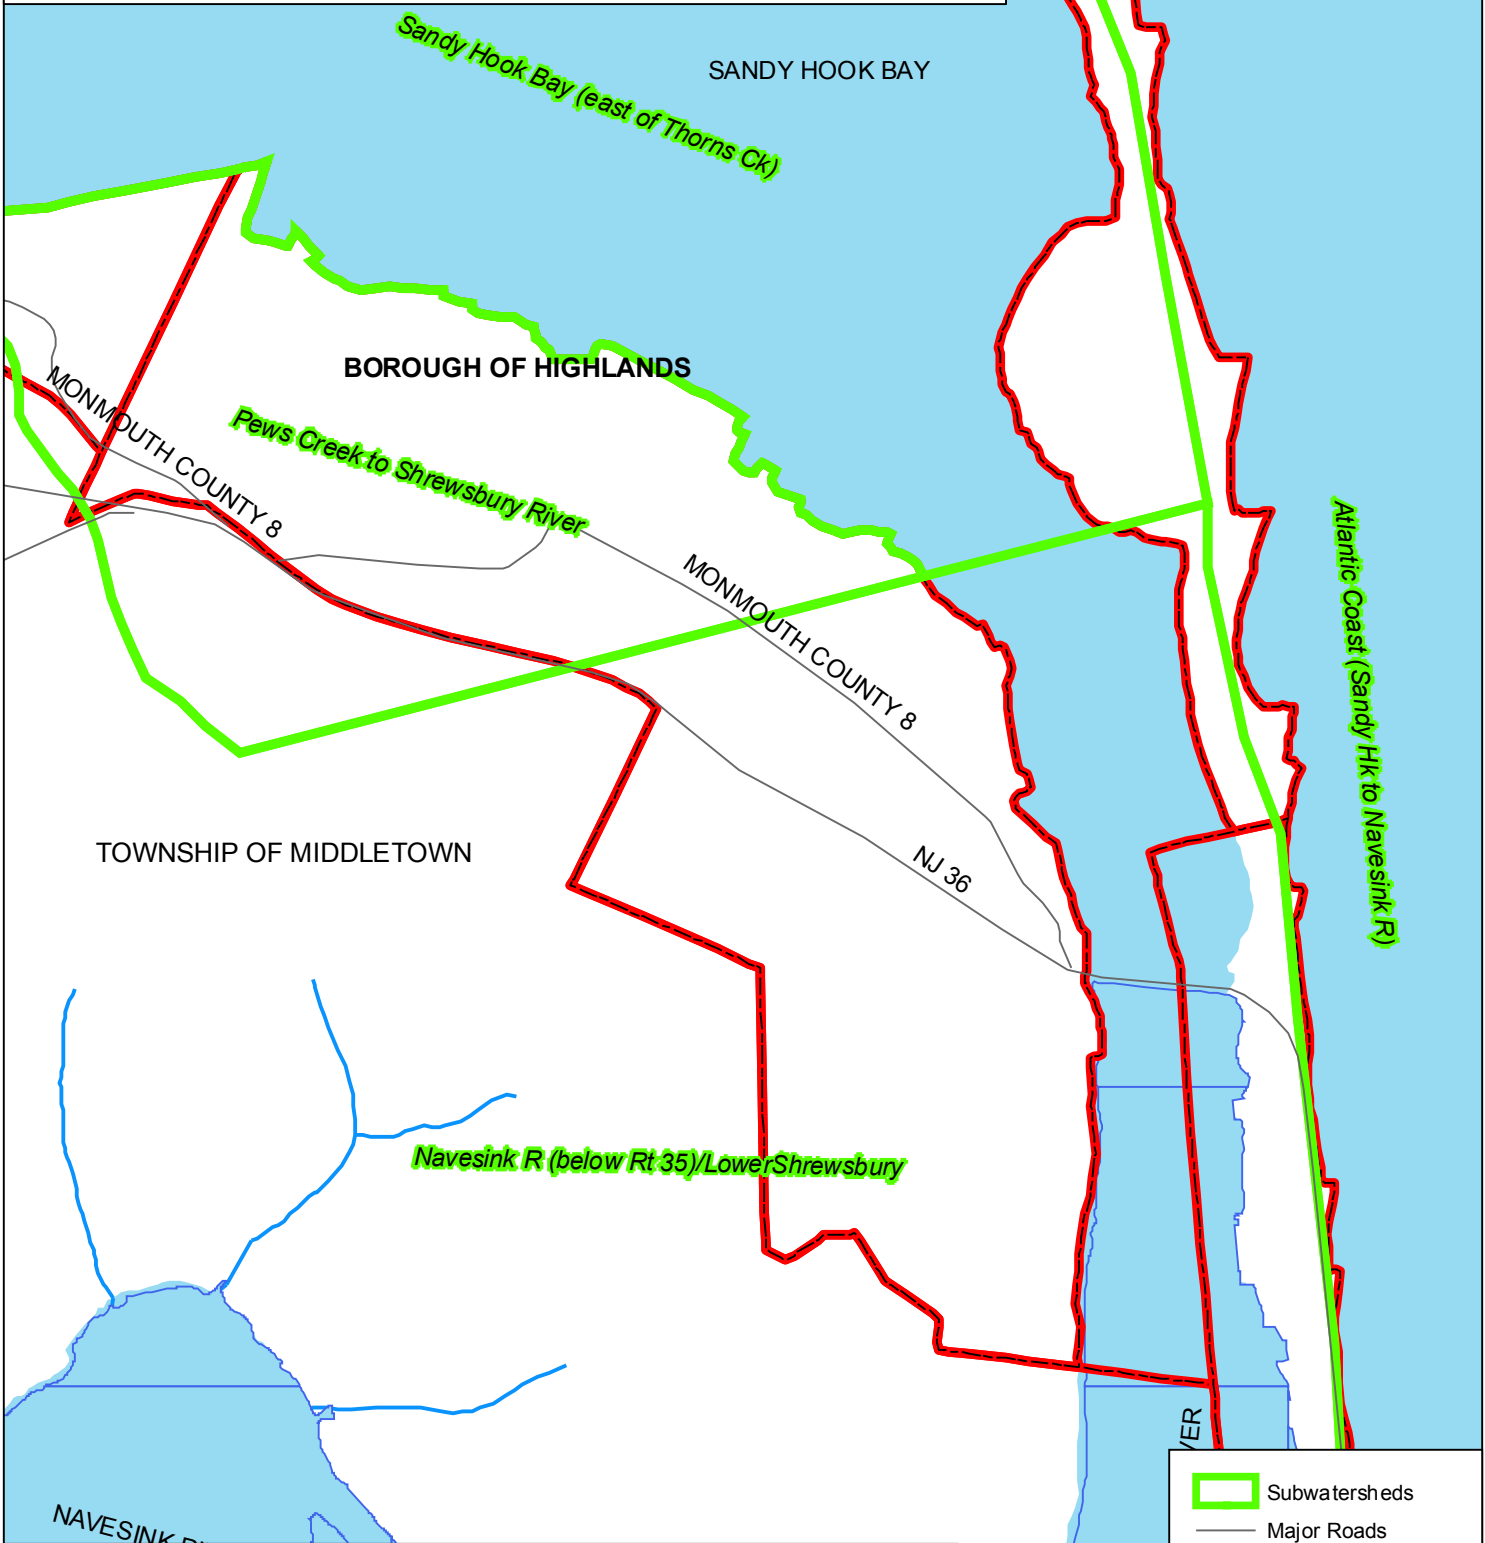 Sandy Hook Bay (east of Thorns Ck)
SANDY HOOK BAY
BOROUGH OF HIGHLANDS
MONMOUTH COUNTY 8
Pews Creek to Shrewsbury River
MONMOUTH COUNTY 8
Atlantic Coast (Sandy Hk to Navesink R)
TOWNSHIP OF MIDDLETOWN
NJ 36
Navesink R (below Rt 35)/LowerShrewsbury
VER
NAVESINK
Subwatersheds
Major Roads